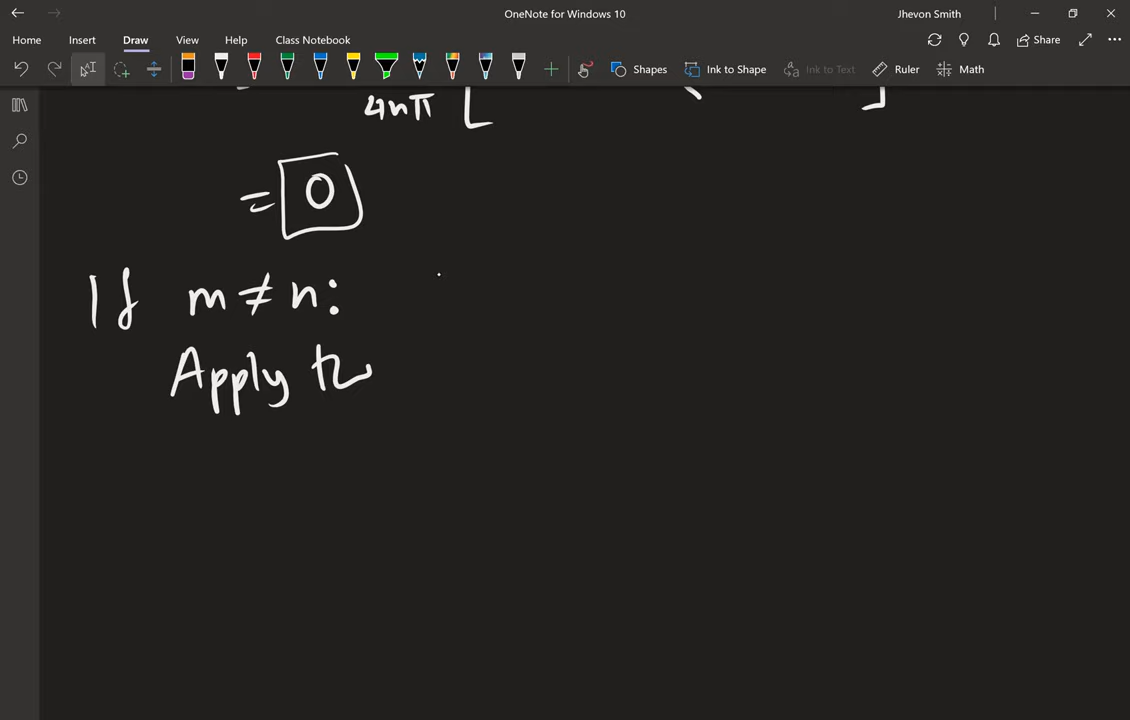 OneNote for Windows 10
Jhevon Smith
Home Insert Draw View Help Class Notebook
Share
Shapes Ink to Shape Ink to Text Ruler Math
4nπ
= 0
If m ≠ n:
Apply